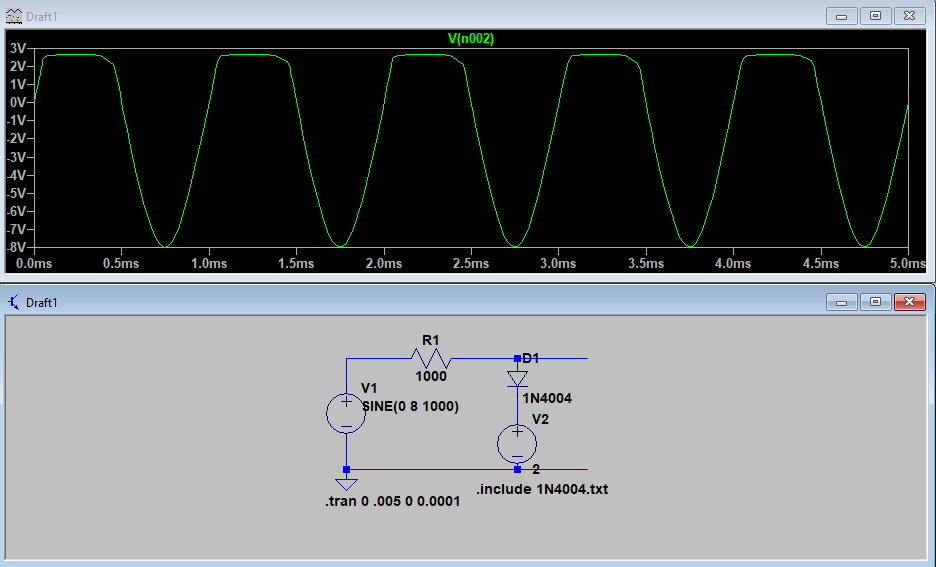 Draft1
V(n002)
3V
2V
1V
0V
-1V
-2V
-3V
-4V
-5V
-6V
-7V
-8V
0.0ms 0.5ms 1.0ms 1.5ms 2.0ms 2.5ms 3.0ms 3.5ms 4.0ms 4.5ms 5.0ms
Draft1
R1
1000
D1
1N4004
V1
SINE(0 8 1000)
V2
2
.include 1N4004.txt
.tran 0 .005 0 0.0001